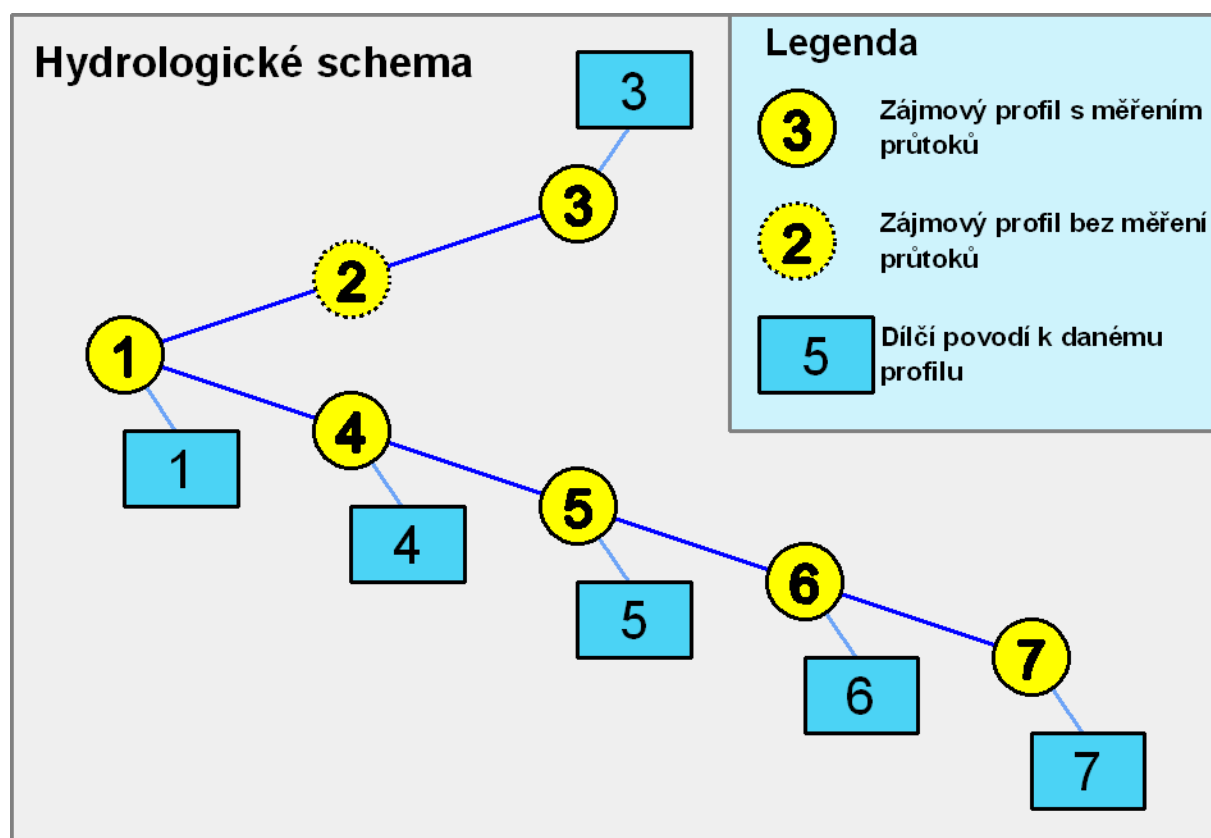 Hydrologické schema
3
3
2
1
1
4
4
5
5
6
6
7
7
Legenda
3
Zájmový profil s měřením
průtoků
2
Zájmový profil bez měření
průtoků
5
Dílčí povodí k danému
profilu